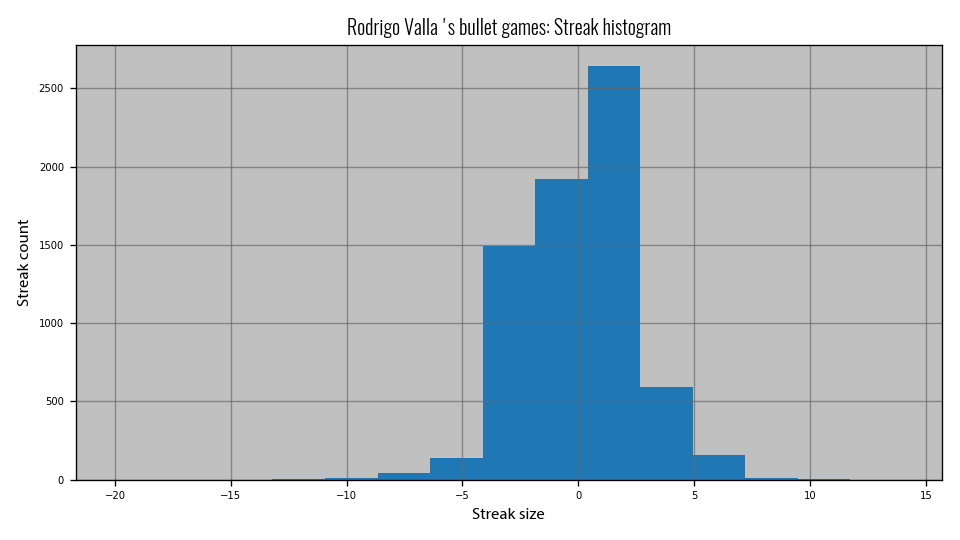 Rodrigo Valla 's bullet games: Streak histogram
2500
2000
1500
1000
500
0
Streak count
−20 −15 −10 −5 0 5 10 15
Streak size